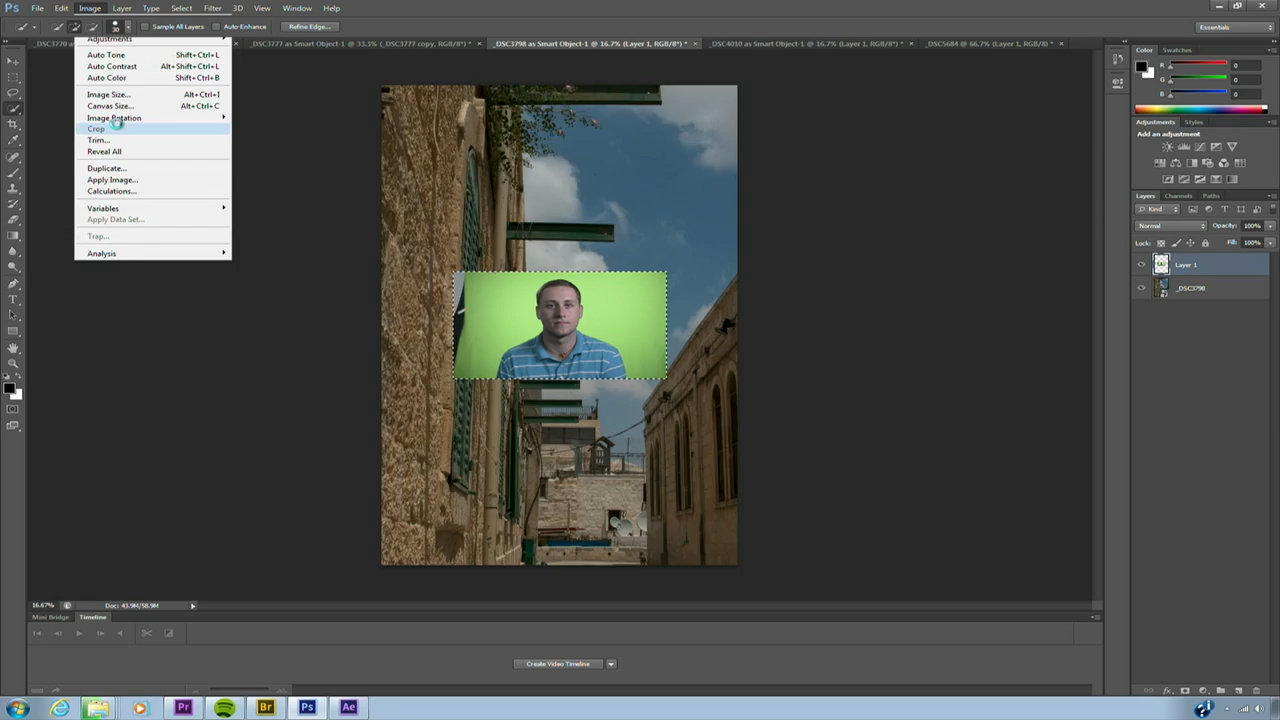 Ps File Edit Image Layer Type Select Filter 3D View Window Help
30 Sample All Layers Auto-Enhance Refine Edge... Essentials
_DSC3777 as Smart Object-1 @ 33.3% (_DSC3777 copy, RGB/8*) * × _DSC3798 as Smart Object-1 @ 16.7% (Layer 1, RGB/8*) * × _DSC4010 as Smart Object-1 @ 16.7% (Layer 1, RGB/8*) * × _DSC5684 @ 66.7% (Layer 1, RGB/8) * ×
Adjustments
Auto Tone Shift+Ctrl+L
Auto Contrast Alt+Shift+Ctrl+L
Auto Color Shift+Ctrl+B
Image Size... Alt+Ctrl+I
Canvas Size... Alt+Ctrl+C
Image Rotation
Crop
Trim...
Reveal All
Duplicate...
Apply Image...
Calculations...
Variables
Apply Data Set...
Trap...
Analysis
Color Swatches
R 0
G 0
B 0
Adjustments Styles
Add an adjustment
Layers Channels Paths
Kind
Normal Opacity: 100%
Lock: Fill: 100%
Layer 1
_DSC3798
16.67% Doc: 43.9M/58.9M
Mini Bridge Timeline
Create Video Timeline
Pr Br Ps Ae